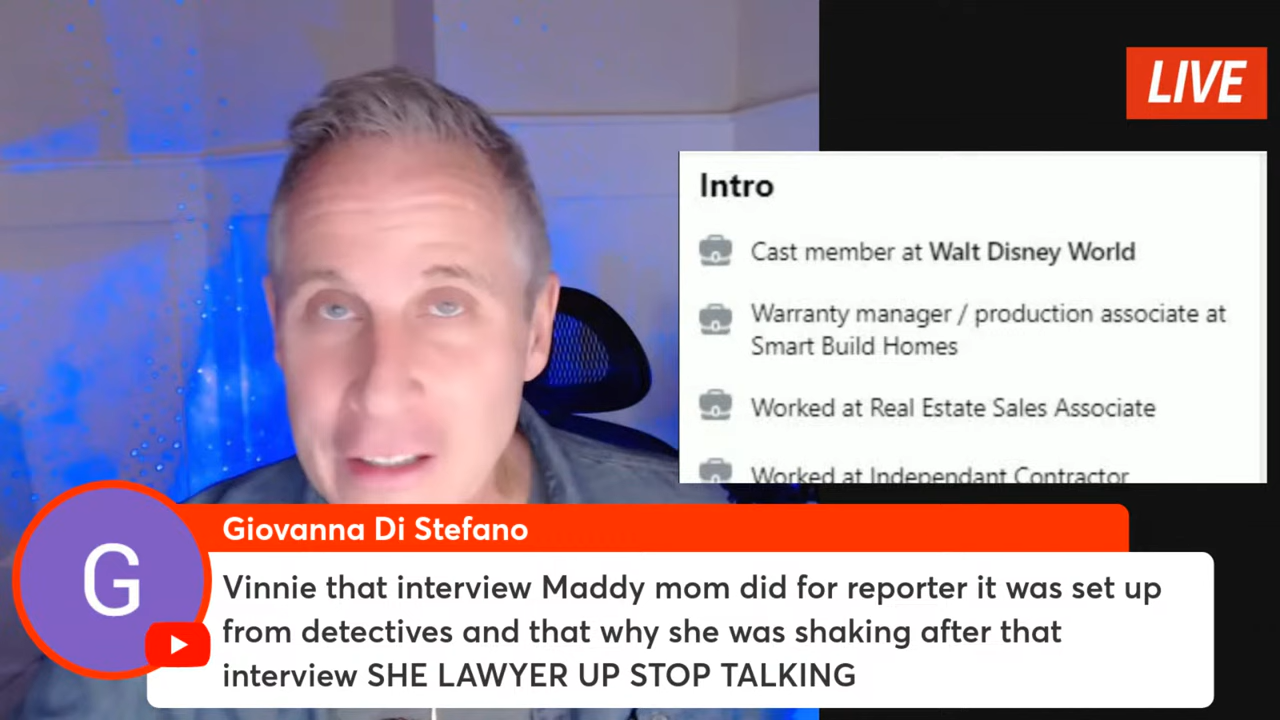 LIVE
Intro
Cast member at Walt Disney World
Warranty manager / production associate at
Smart Build Homes
Worked at Real Estate Sales Associate
Worked at Independant Contractor
Giovanna Di Stefano
G
Vinnie that interview Maddy mom did for reporter it was set up
from detectives and that why she was shaking after that
interview SHE LAWYER UP STOP TALKING